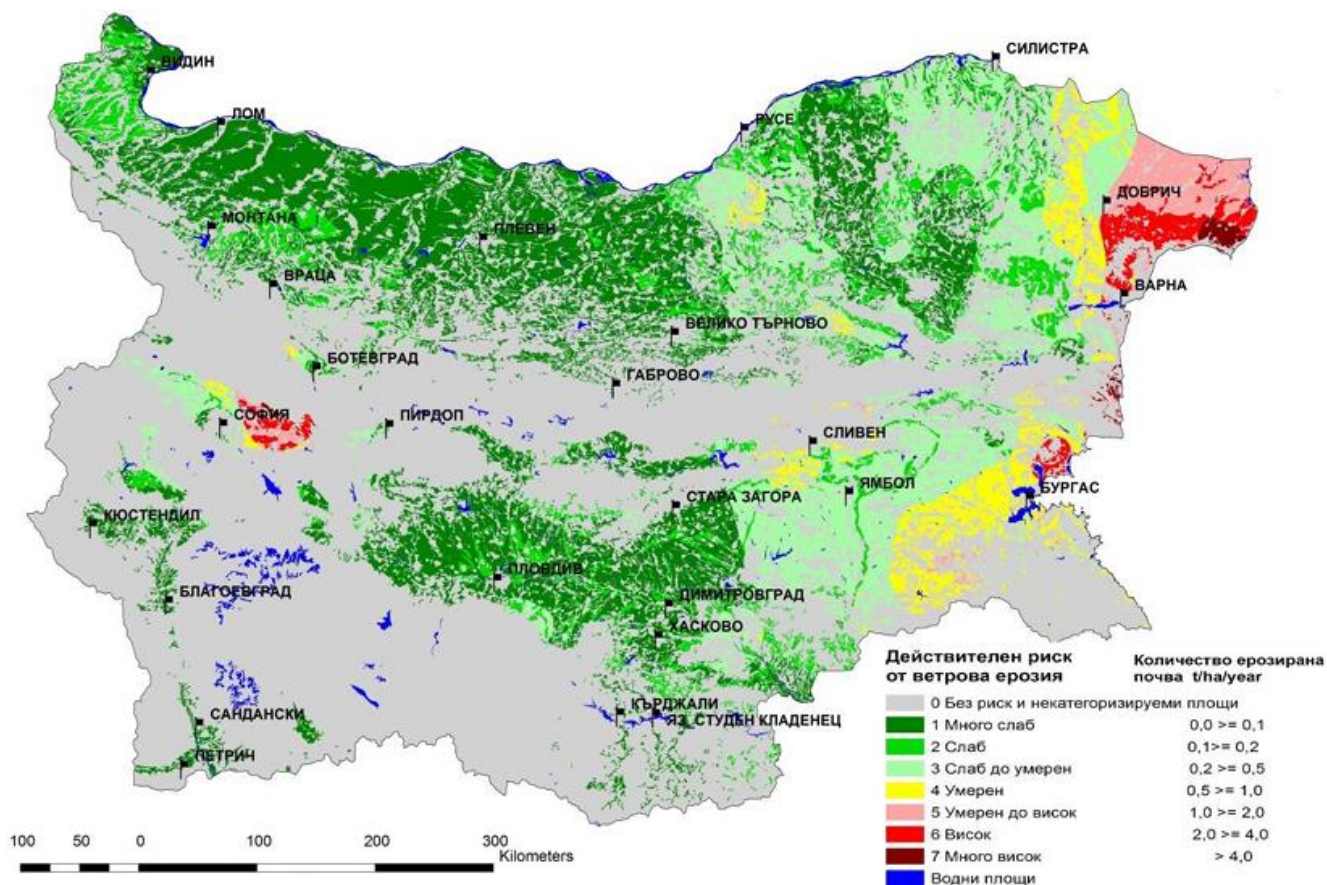 СИЛИСТРА
ВИДИН
ЛОМ
РУСЕ
ДОБРИЧ
МОНТАНА
ПЛЕВЕН
ВРАЦА
ВАРНА
ВЕЛИКО ТЪРНОВО
БОТЕВГРАД
ГАБРОВО
СОФИЯ
ПИРДОП
СЛИВЕН
ЯМБОЛ
БУРГАС
СТАРА ЗАГОРА
КЮСТЕНДИЛ
ПЛОВДИВ
БЛАГОЕВГРАД
ДИМИТРОВГРАД
ХАСКОВО
КЪРДЖАЛИ
ЯЗ. СТУДЕН КЛАДЕНЕЦ
САНДАНСКИ
ПЕТРИЧ
Действителен риск
от ветрова ерозия
Количество ерозирана
почва t/ha/year
0 Без риск и некатегоризируеми площи
1 Много слаб 0,0 >= 0,1
2 Слаб 0,1>= 0,2
3 Слаб до умерен 0,2 >= 0,5
4 Умерен 0,5 >= 1,0
5 Умерен до висок 1,0 >= 2,0
6 Висок 2,0 >= 4,0
7 Много висок > 4,0
Водни площи
100 50 0 100 200 300
Kilometers